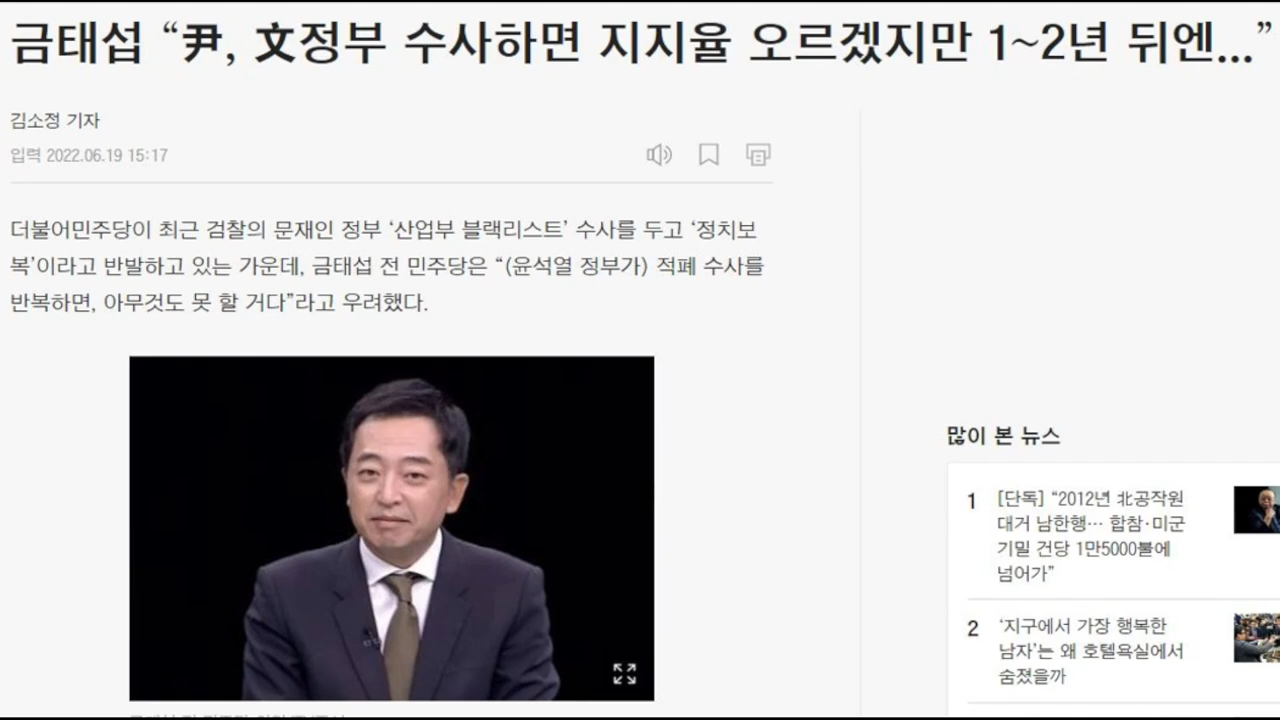 금태섭 “尹, 文정부 수사하면 지지율 오르겠지만 1~2년 뒤엔...”
김소정 기자
입력 2022.06.19 15:17
더불어민주당이 최근 검찰의 문재인 정부 ‘산업부 블랙리스트’ 수사를 두고 ‘정치보
복’이라고 반발하고 있는 가운데, 금태섭 전 민주당은 “(윤석열 정부가) 적폐 수사를
반복하면, 아무것도 못 할 거다”라고 우려했다.
많이 본 뉴스
1 [단독] “2012년 北공작원
대거 남한행… 합참·미군
기밀 건당 1만5000불에
넘어가”
2 ‘지구에서 가장 행복한
남자’는 왜 호텔욕실에서
숨졌을까